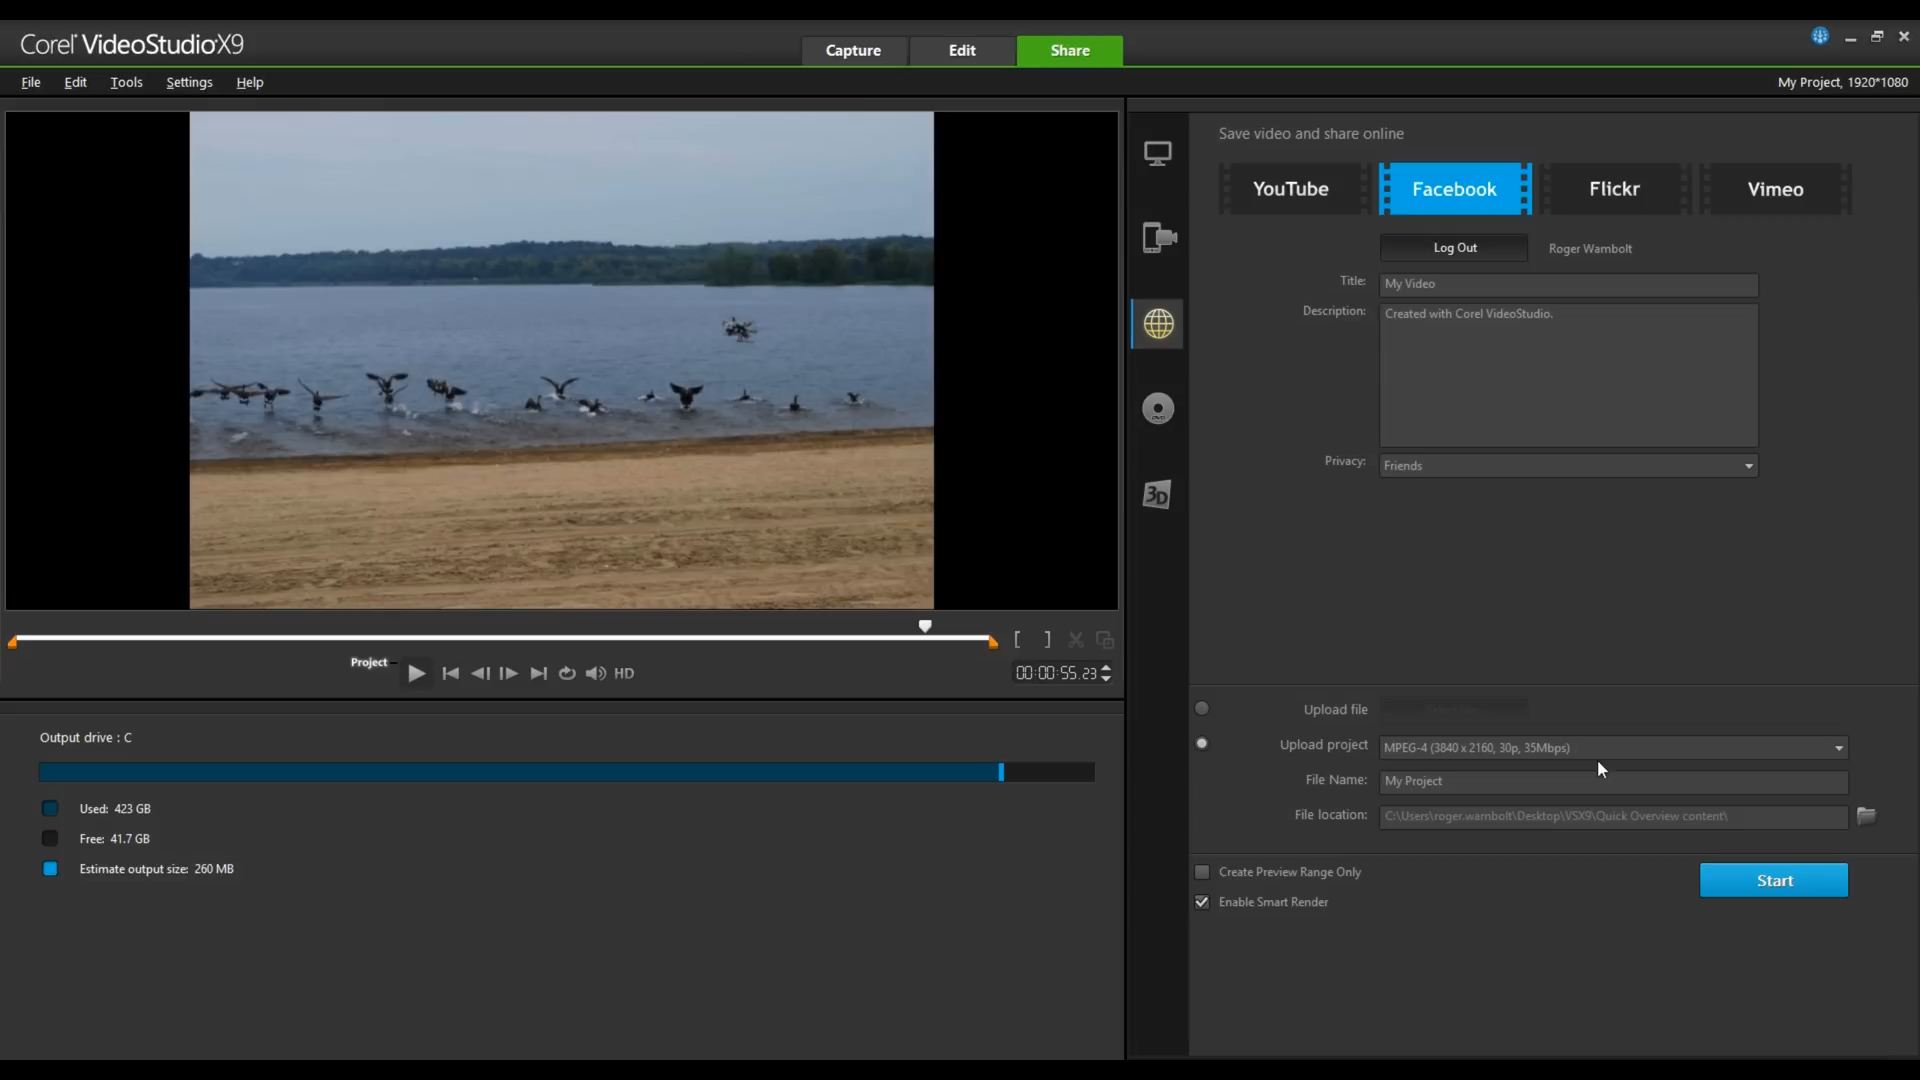 Corel VideoStudio X9
Capture
Edit
Share
File
Edit
Tools
Settings
Help
My Project, 1920*1080
Save video and share online
YouTube
Facebook
Flickr
Vimeo
Log Out
Roger Wambolt
Title:
My Video
Description:
Created with Corel VideoStudio.
Privacy:
Friends
DVD
3D
[ ]
Project
HD
00:00:55.23
Upload file
Upload project
MPEG-4 (3840 x 2160, 30p, 35Mbps)
File Name:
My Project
File location:
C:\Users\roger.wambolt\Desktop\VSX9\Quick Overview content\
Output drive : C
Used: 423 GB
Free: 41.7 GB
Estimate output size: 260 MB
Create Preview Range Only
Enable Smart Render
Start